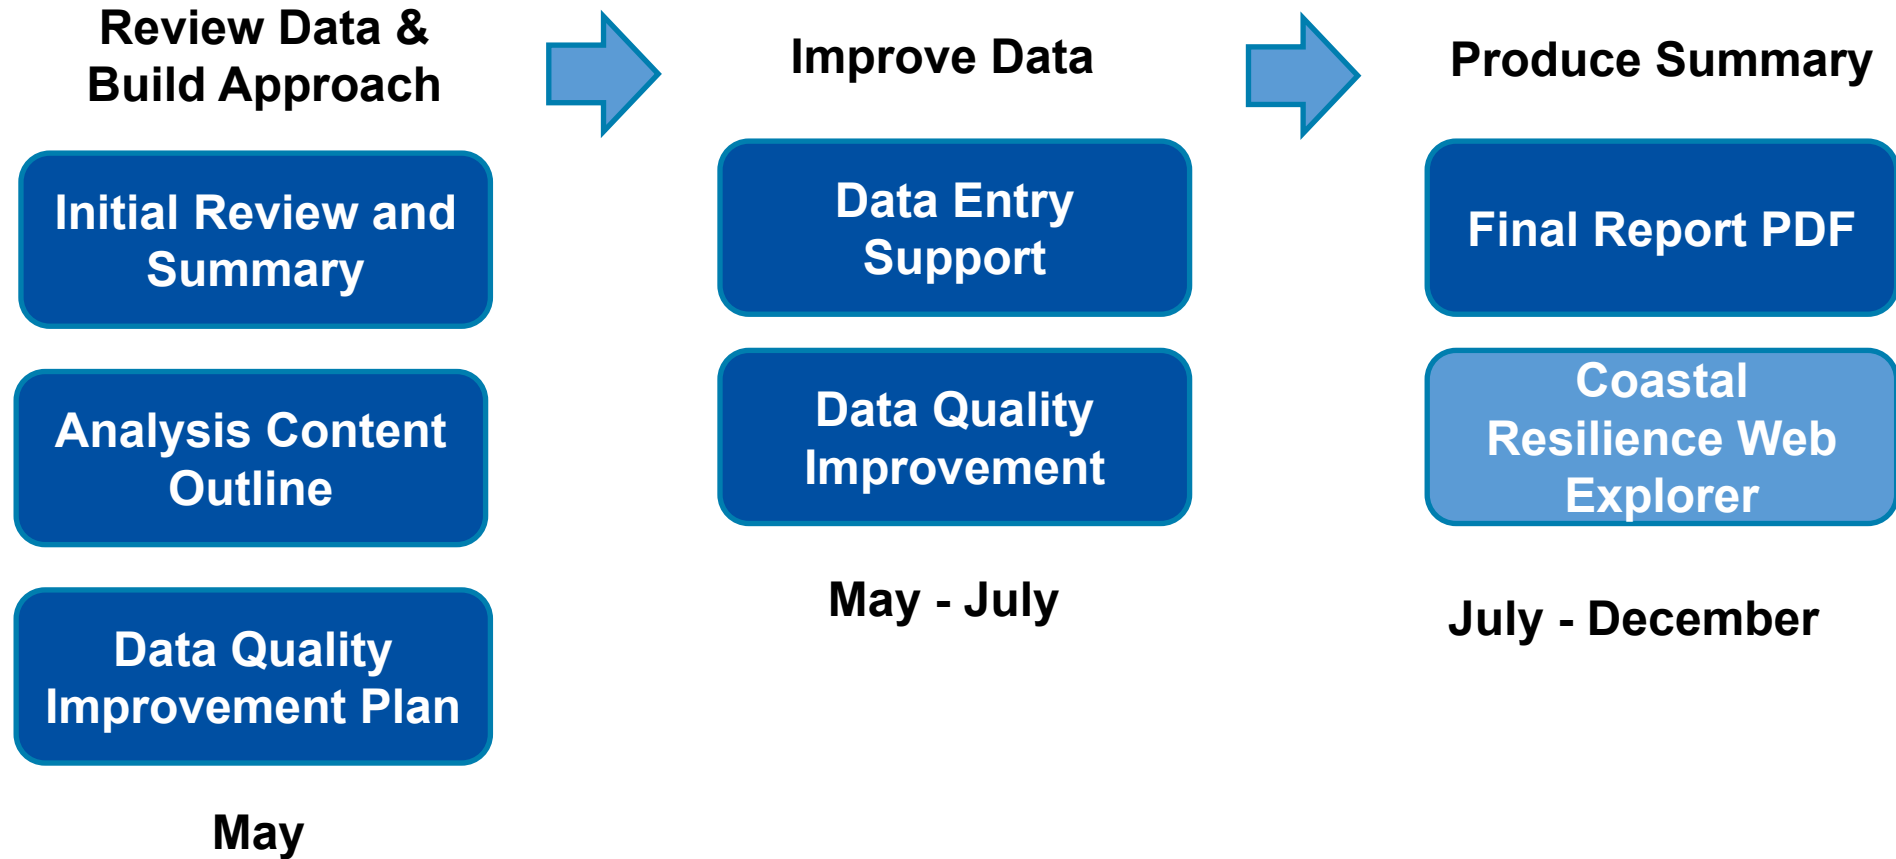 Review Data &
Build Approach
Initial Review and
Summary
Analysis Content
Outline
Data Quality
Improvement Plan
May
Improve Data
Data Entry
Support
Data Quality
Improvement
May - July
Produce Summary
Final Report PDF
Coastal
Resilience Web
Explorer
July - December